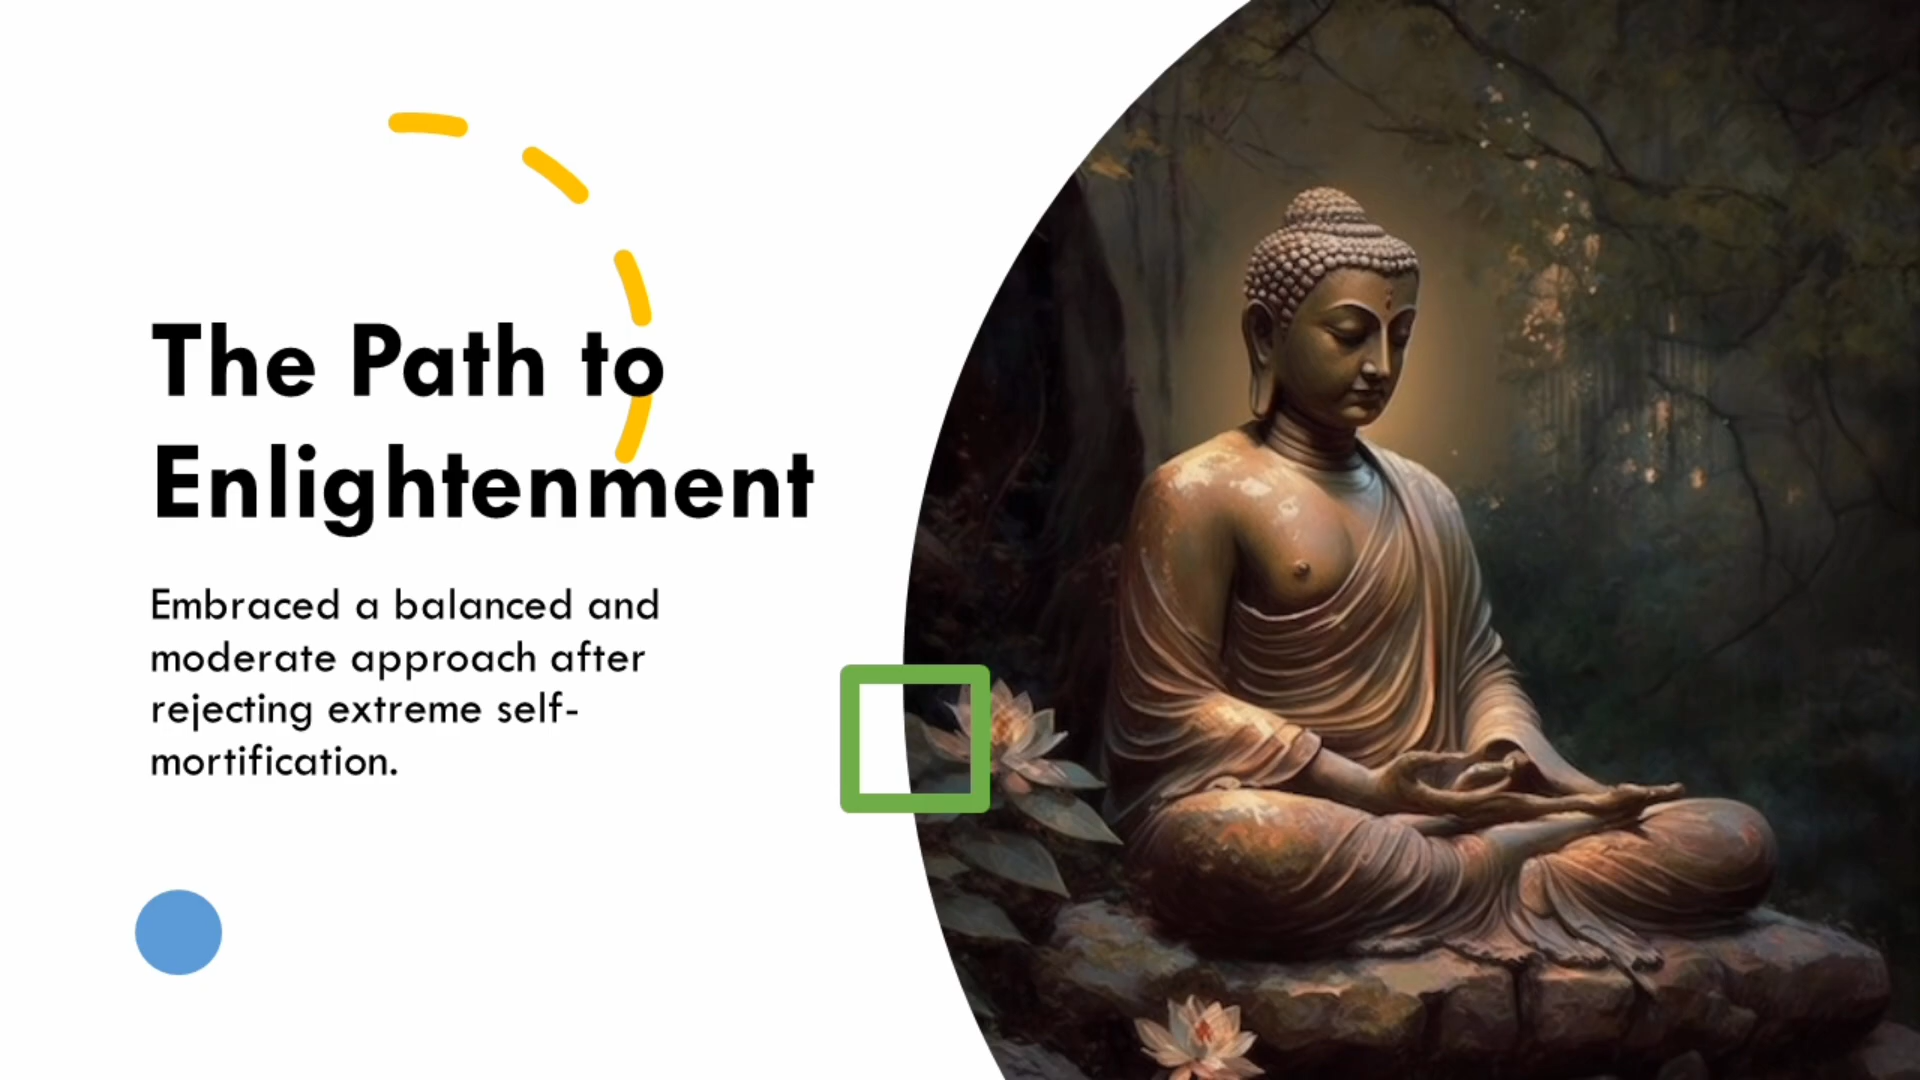 The Path to
Enlightenment
Embraced a balanced and
moderate approach after
rejecting extreme self-
mortification.